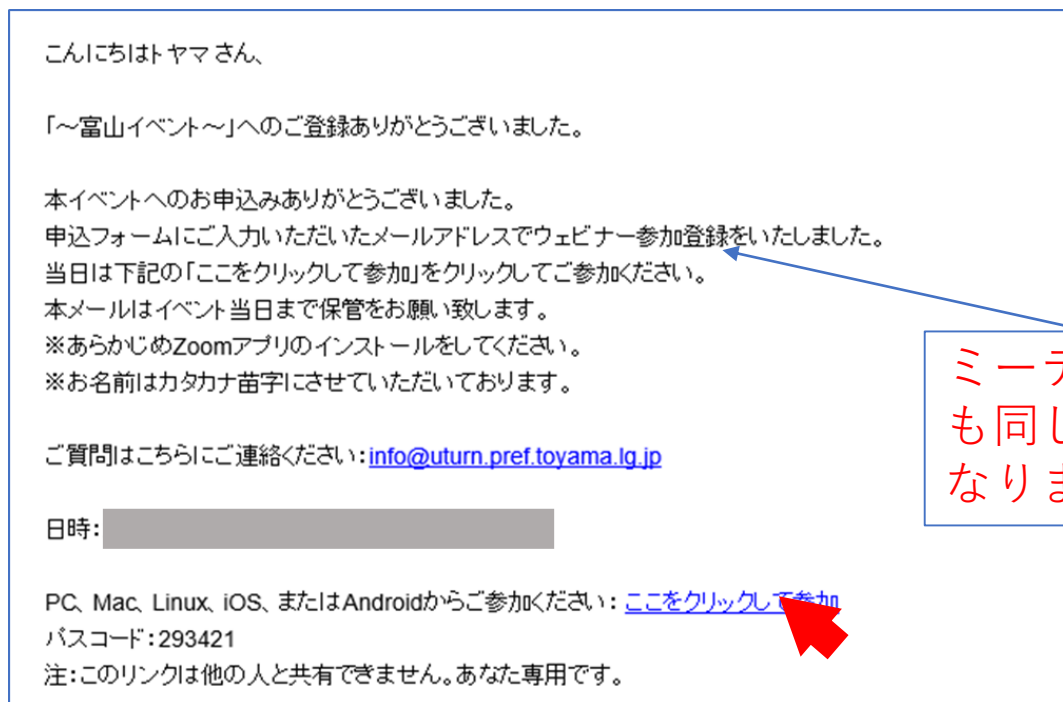 こんにちはトヤマさん、
「～富山イベント～」へのご登録ありがとうございました。
本イベントへのお申込みありがとうございました。
申込フォームにご入力いただいたメールアドレスでウェビナー参加登録をいたしました。
当日は下記の「ここをクリックして参加」をクリックしてご参加ください。
本メールはイベント当日まで保管をお願い致します。
※あらかじめZoomアプリのインストールをしてください。
※お名前はカタカナ苗字にさせていただいております。
ミーテ
も同し
なりま
ご質問はこちらにご連絡ください：info@uturn.pref.toyama.lg.jp
日時：
PC、Mac、Linux、iOS、またはAndroidからご参加ください： ここをクリックして参加
パスコード：293421
注：このリンクは他の人と共有できません。あなた専用です。